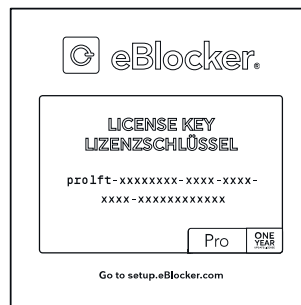 eBlocker®
LICENSE KEY
LIZENZSCHLÜSSEL
prolft-xxxxxxxx-xxxx-xxxx-
xxxx-xxxxxxxxxxxx
Pro
ONE
YEAR
Go to setup.eBlocker.com